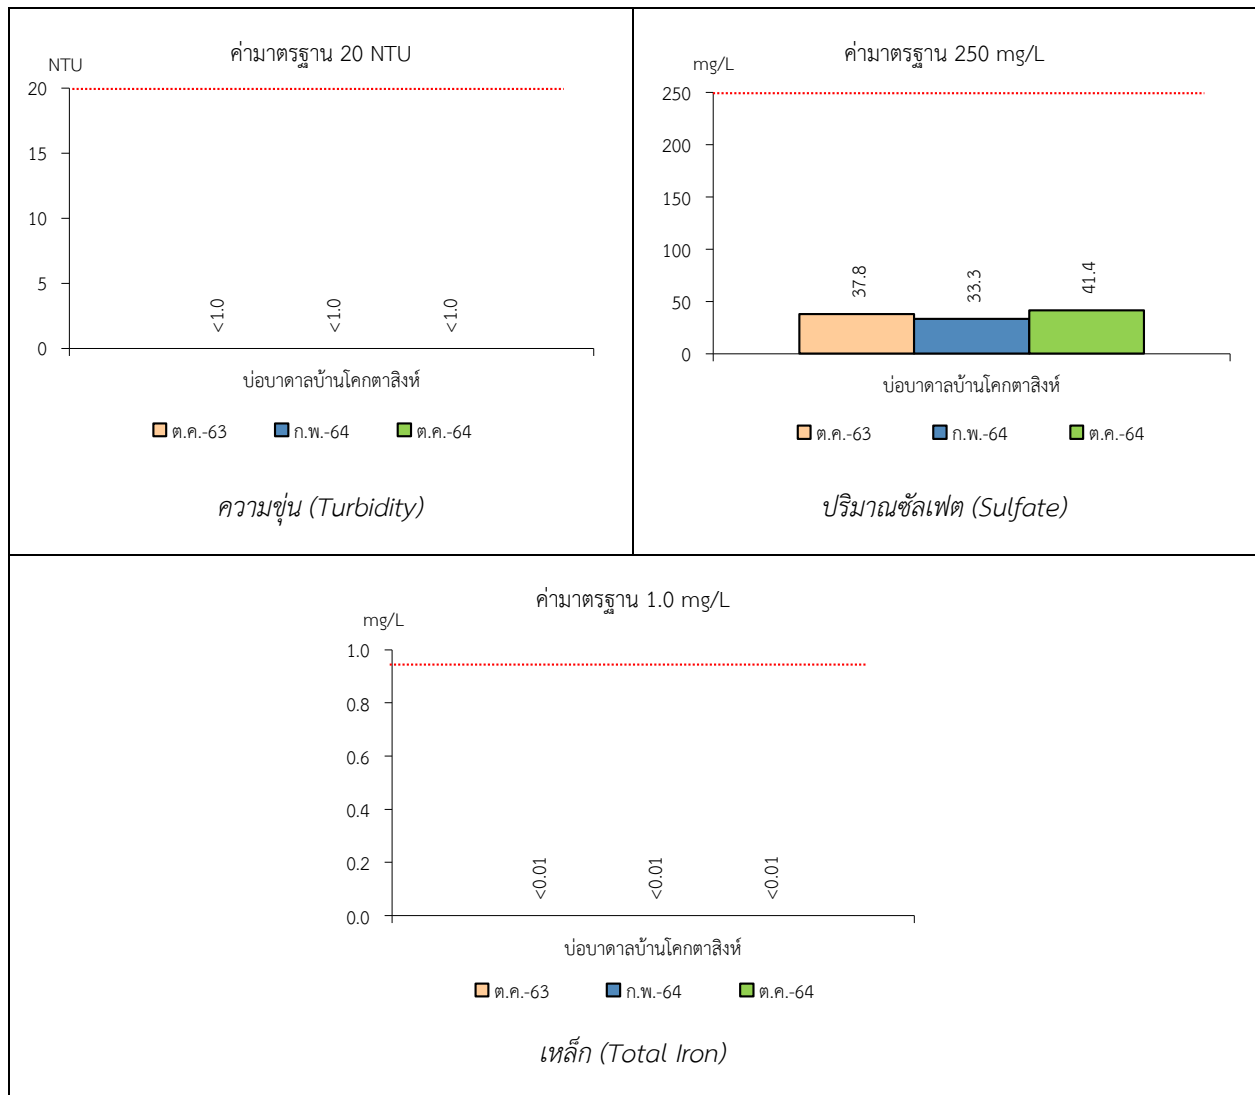 ค่ามาตรฐาน 20 NTU
NTU
20
15
10
5
0
<1.0
<1.0
<1.0
บ่อบาดาลบ้านโคกตาสิงห์
ต.ค.-63 ก.พ.-64 ต.ค.-64
ความขุ่น (Turbidity)
ค่ามาตรฐาน 250 mg/L
mg/L
250
200
150
100
50
0
37.8
33.3
41.4
บ่อบาดาลบ้านโคกตาสิงห์
ต.ค.-63 ก.พ.-64 ต.ค.-64
ปริมาณซัลเฟต (Sulfate)
ค่ามาตรฐาน 1.0 mg/L
mg/L
1.0
0.8
0.6
0.4
0.2
0.0
<0.01
<0.01
<0.01
บ่อบาดาลบ้านโคกตาสิงห์
ต.ค.-63 ก.พ.-64 ต.ค.-64
เหล็ก (Total Iron)